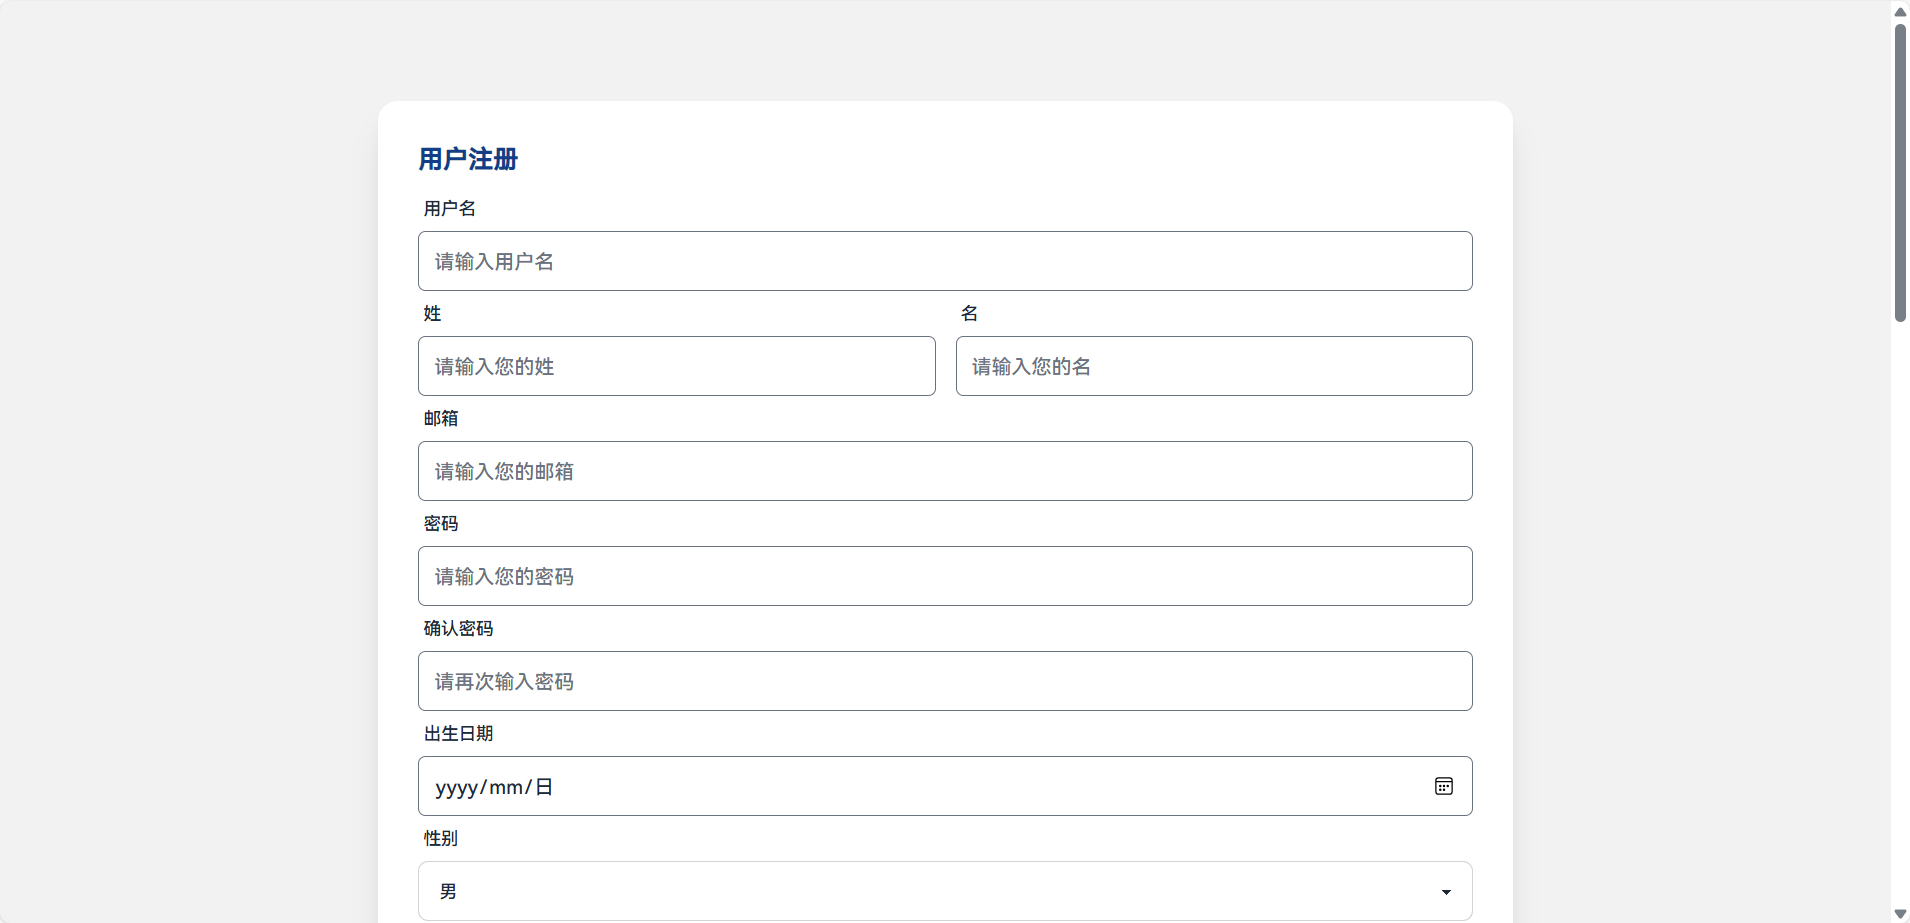 用户注册
用户名
请输入用户名
姓 名
请输入您的姓 请输入您的名
邮箱
请输入您的邮箱
密码
请输入您的密码
确认密码
请再次输入密码
出生日期
yyyy/mm/日
性别
男